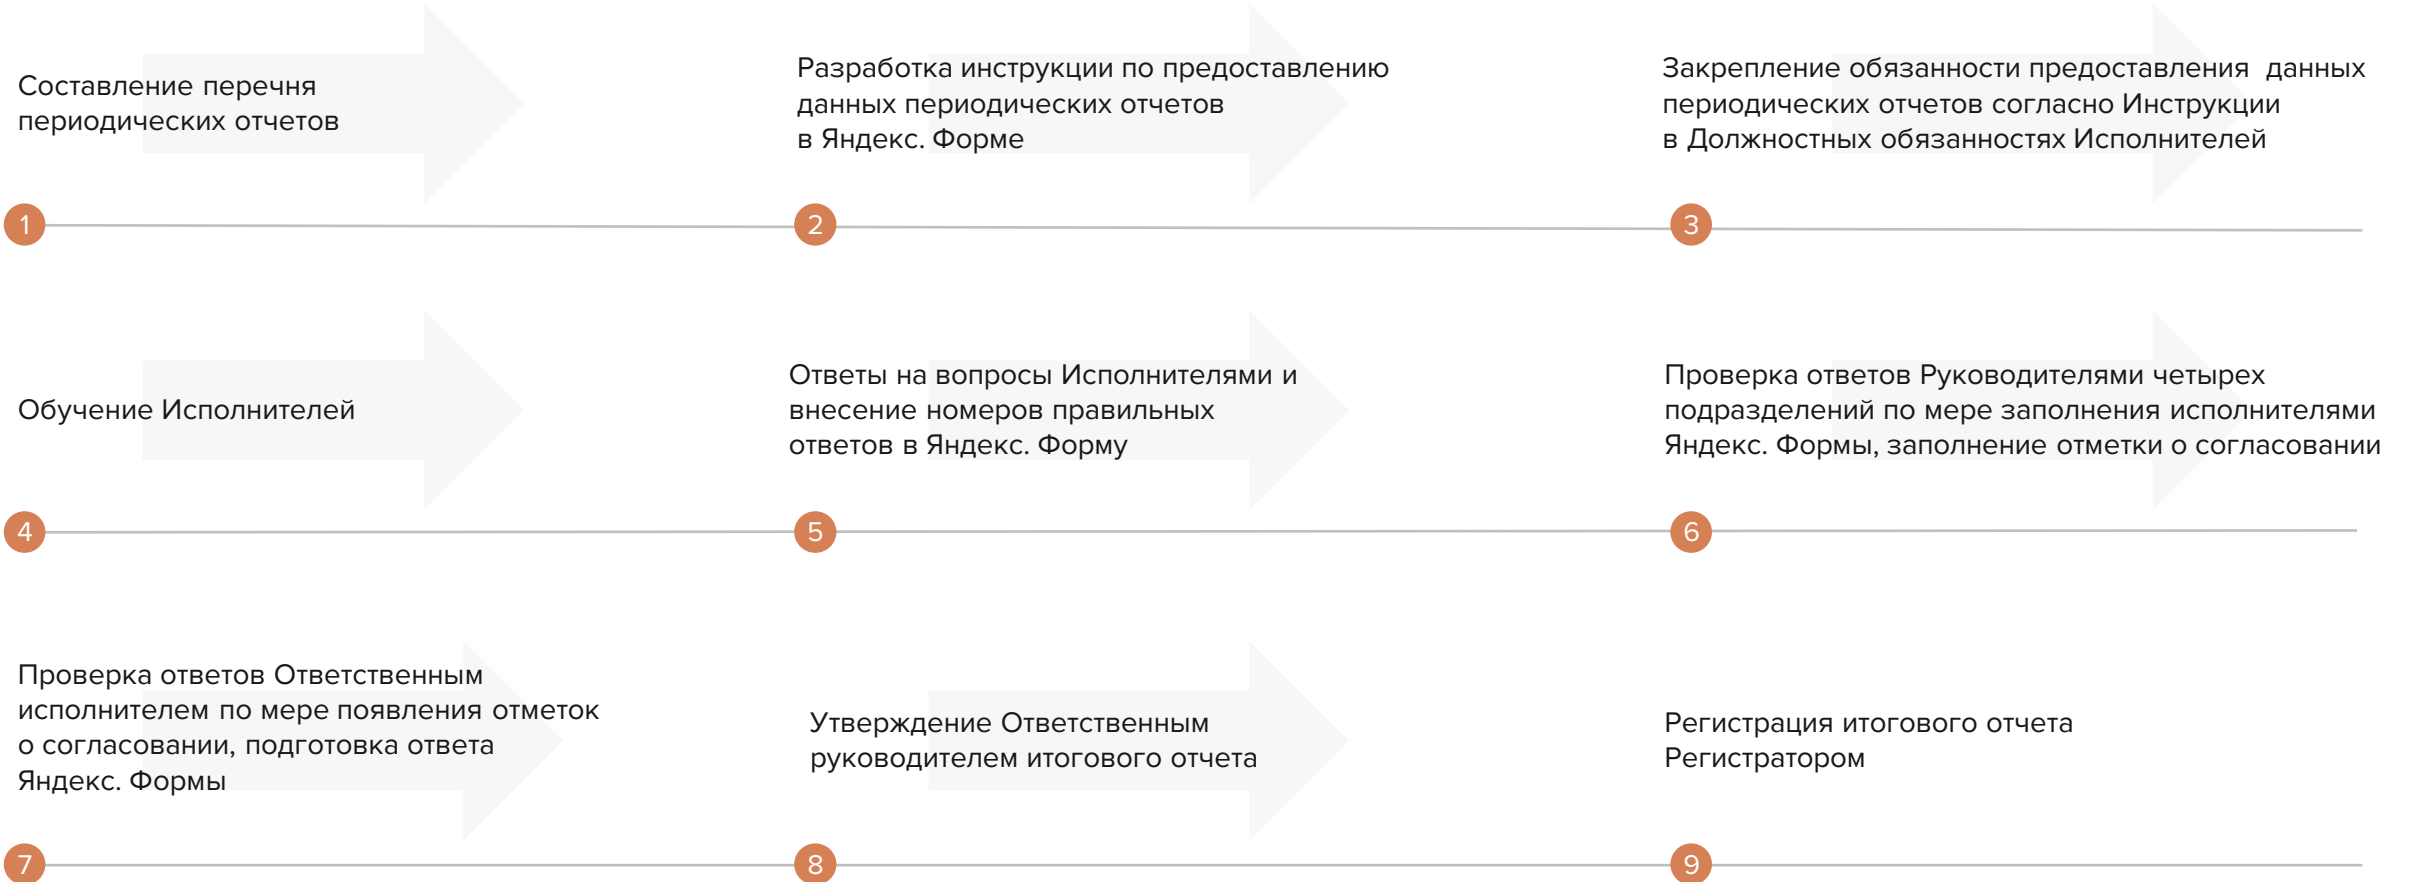 Составление перечня
периодических отчетов
1
Разработка инструкции по предоставлению
данных периодических отчетов
в Яндекс. Форме
2
Закрепление обязанности предоставления данных
периодических отчетов согласно Инструкции
в Должностных обязанностях Исполнителей
3
Обучение Исполнителей
4
Ответы на вопросы Исполнителями и
внесение номеров правильных
ответов в Яндекс. Форму
5
Проверка ответов Руководителями четырех
подразделений по мере заполнения исполнителями
Яндекс. Формы, заполнение отметки о согласовании
6
Проверка ответов Ответственным
исполнителем по мере появления отметок
о согласовании, подготовка ответа
Яндекс. Формы
7
Утверждение Ответственным
руководителем итогового отчета
8
Регистрация итогового отчета
Регистратором
9